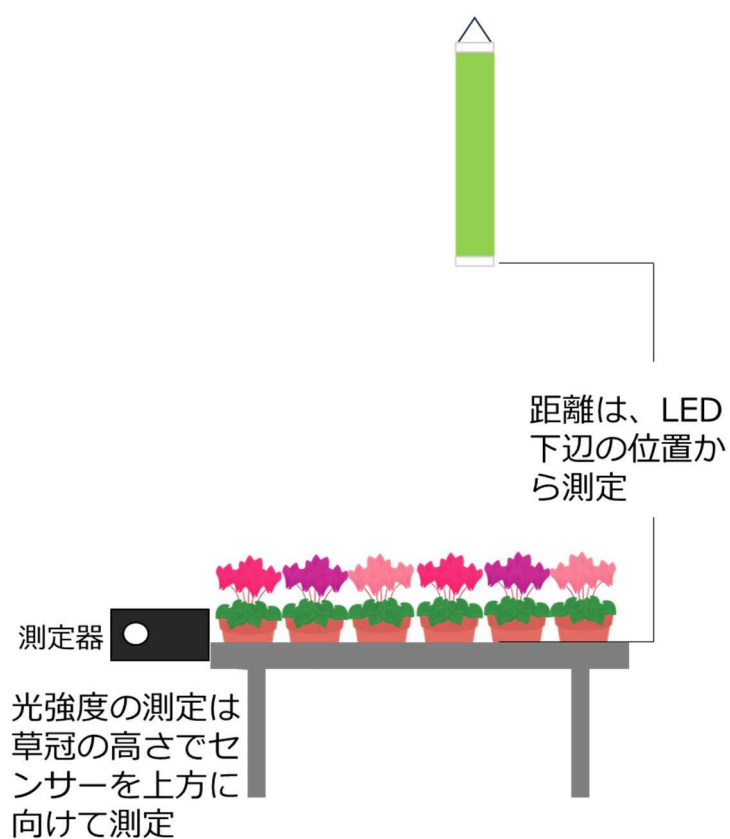 距離は、LED
下辺の位置か
ら測定
測定器
光強度の測定は
草冠の高さでセ
ンサーを上方に
向けて測定